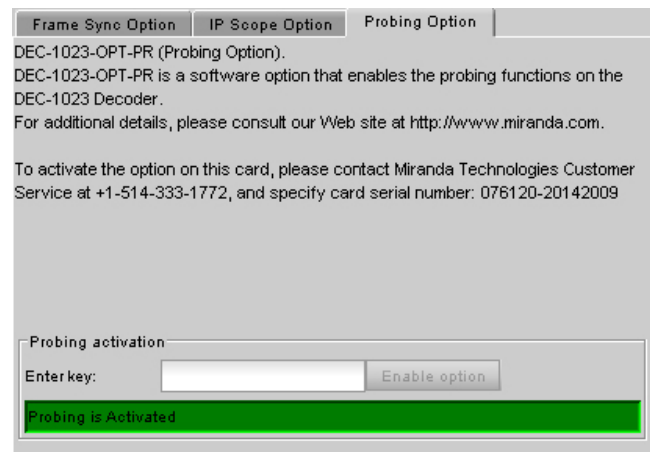 Frame Sync Option IP Scope Option Probing Option
DEC-1023-OPT-PR (Probing Option).
DEC-1023-OPT-PR is a software option that enables the probing functions on the
DEC-1023 Decoder.
For additional details, please consult our Web site at http://www.miranda.com.
To activate the option on this card, please contact Miranda Technologies Customer
Service at +1-514-333-1772, and specify card serial number: 076120-20142009
Probing activation
Enter key: Enable option
Probing is Activated